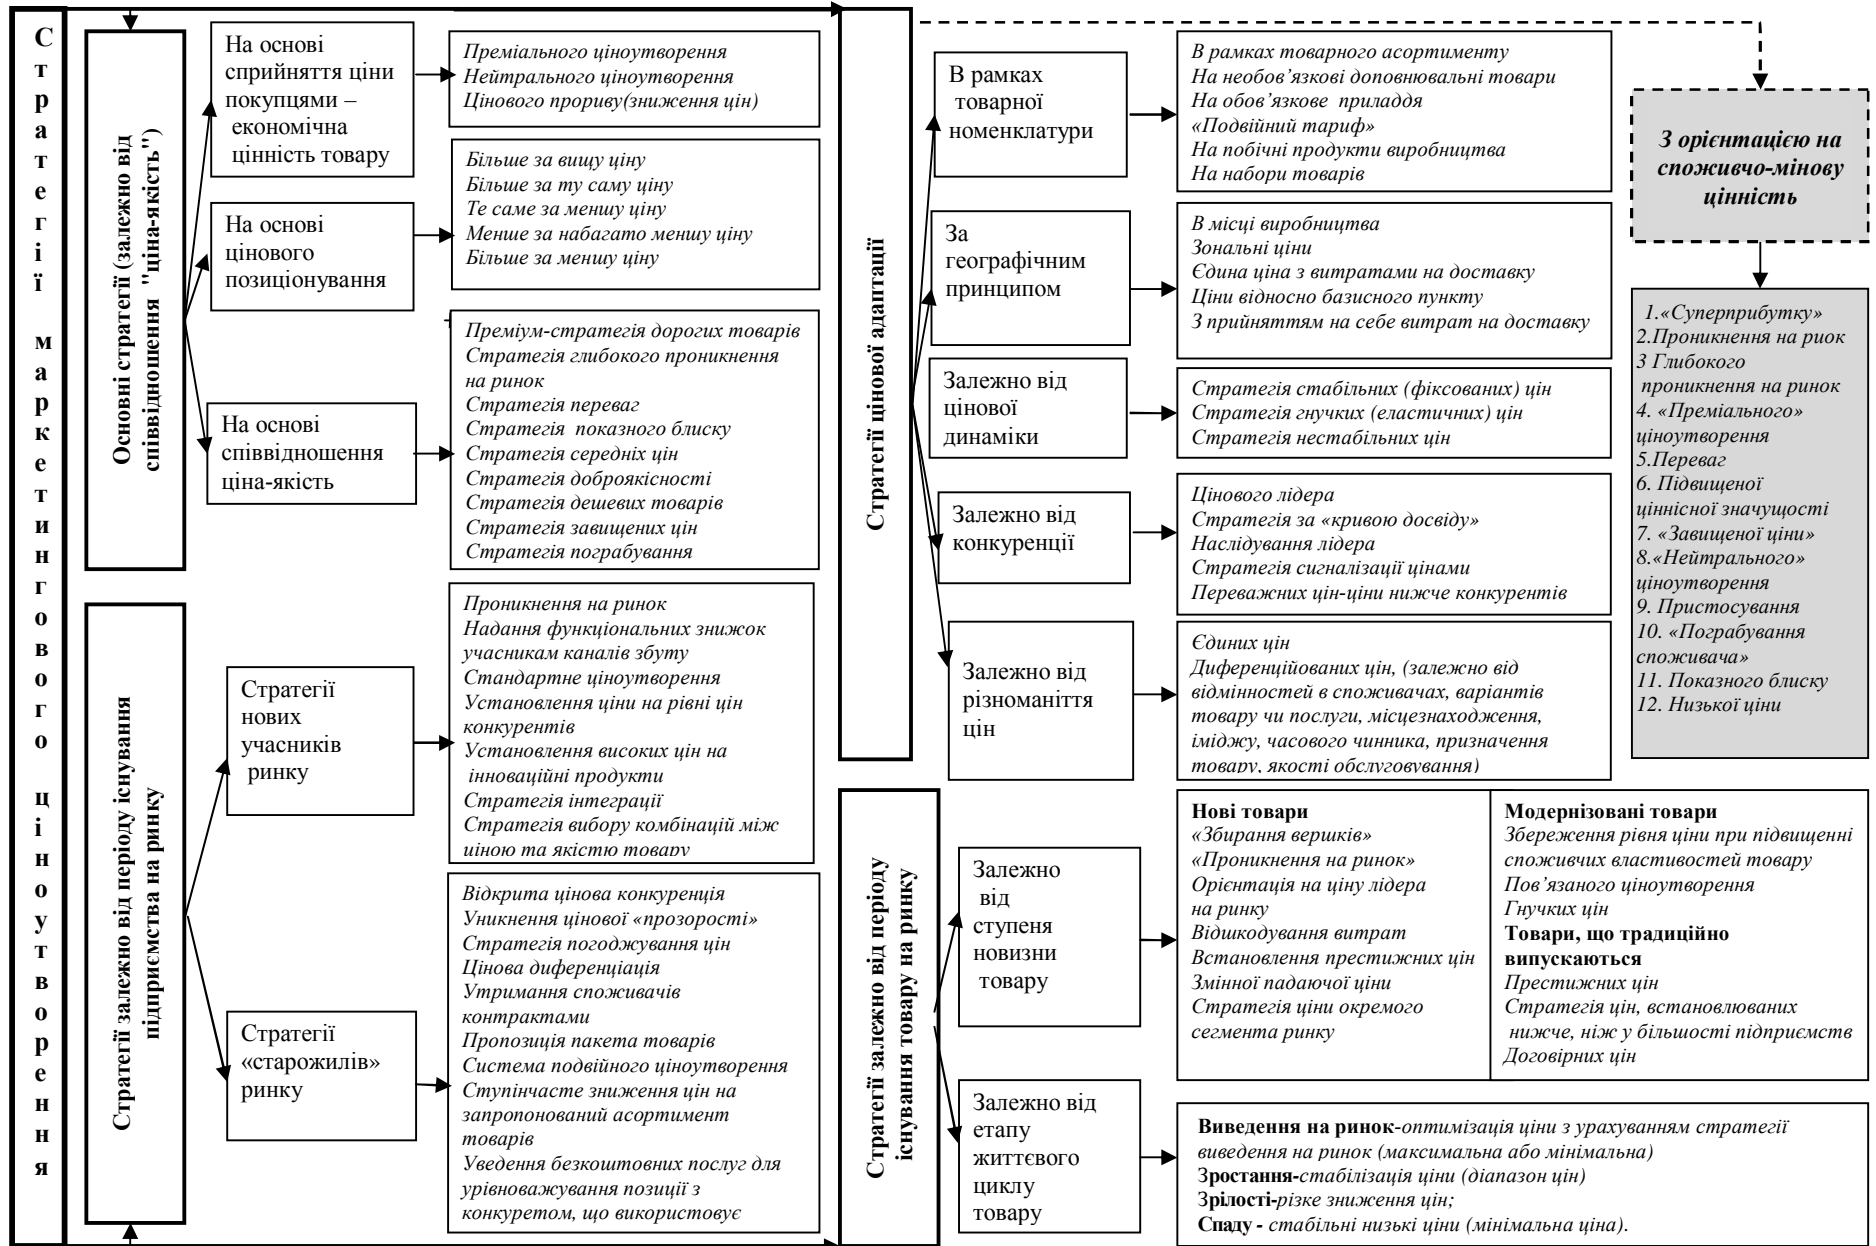 Стратегії маркетингового ціноутворення
Основні стратегії (залежно від
співвідношення "ціна-якість")
На основі
сприйняття ціни
покупцями –
економічна
цінність товару
Преміального ціноутворення
Нейтрального ціноутворення
Цінового прориву(зниження цін)
На основі
цінового
позиціонування
Більше за вищу ціну
Більше за ту саму ціну
Те саме за меншу ціну
Менше за набагато меншу ціну
Більше за меншу ціну
На основі
співвідношення
ціна-якість
Преміум-стратегія дорогих товарів
Стратегія глибокого проникнення
на ринок
Стратегія переваг
Стратегія показного блиску
Стратегія середніх цін
Стратегія доброякісності
Стратегія дешевих товарів
Стратегія завищених цін
Стратегія пограбування
Стратегії залежно від періоду існування
підприємства на ринку
Стратегії
нових
учасників
ринку
Проникнення на ринок
Надання функціональних знижок
учасникам каналів збуту
Стандартне ціноутворення
Установлення ціни на рівні цін
конкурентів
Установлення високих цін на
інноваційні продукти
Стратегія інтеграції
Стратегія вибору комбінацій між
ціною та якістю товару
Стратегії
«старожилів»
ринку
Відкрита цінова конкуренція
Уникнення цінової «прозорості»
Стратегія погоджування цін
Цінова диференціація
Утримання споживачів
контрактами
Пропозиція пакета товарів
Система подвійного ціноутворення
Ступінчасте зниження цін на
запропонований асортимент
товарів
Уведення безкоштовних послуг для
урівноважування позиції з
конкуретом, що використовує
Стратегії цінової адаптації
В рамках
товарної
номенклатури
В рамках товарного асортименту
На необов’язкові доповнювальні товари
На обов’язкове приладдя
«Подвійний тариф»
На побічні продукти виробництва
На набори товарів
За
географічним
принципом
В місці виробництва
Зональні ціни
Єдина ціна з витратами на доставку
Ціни відносно базисного пункту
З прийняттям на себе витрат на доставку
Залежно від
цінової
динаміки
Стратегія стабільних (фіксованих) цін
Стратегія гнучких (еластичних) цін
Стратегія нестабільних цін
Залежно від
конкуренції
Цінового лідера
Стратегія за «кривою досвіду»
Наслідування лідера
Стратегія сигналізації цінами
Переважних цін-ціни нижче конкурентів
Залежно від
різноманіття
цін
Єдиних цін
Диференційованих цін, (залежно від
відмінностей в споживачах, варіантів
товару чи послуги, місцезнаходження,
іміджу, часового чинника, призначення
товару, якості обслуговування)
З орієнтацією на
споживчо-мінову
цінність
1.«Суперприбутку»
2.Проникнення на риок
3 Глибокого
проникнення на ринок
4. «Преміального»
ціноутворення
5.Переваг
6. Підвищеної
ціннісної значущості
7. «Завищеної ціни»
8.«Нейтрального»
ціноутворення
9. Пристосування
10. «Пограбування
споживача»
11. Показного блиску
12. Низької ціни
Стратегії залежно від періоду
існування товару на ринку
Залежно
від
ступеня
новизни
товару
Нові товари
«Збирання вершків»
«Проникнення на ринок»
Орієнтація на ціну лідера
на ринку
Відшкодування витрат
Встановлення престижних цін
Змінної падаючої ціни
Стратегія ціни окремого
сегмента ринку
Модернізовані товари
Збереження рівня ціни при підвищенні
споживчих властивостей товару
Пов’язаного ціноутворення
Гнучких цін
Товари, що традиційно
випускаються
Престижних цін
Стратегія цін, встановлюваних
нижче, ніж у більшості підприємств
Договірних цін
Залежно від
етапу
життєвого
циклу
товару
Виведення на ринок-оптимізація ціни з урахуванням стратегії
виведення на ринок (максимальна або мінімальна)
Зростання-стабілізація ціни (діапазон цін)
Зрілості-різке зниження цін;
Спаду - стабільні низькі ціни (мінімальна ціна).